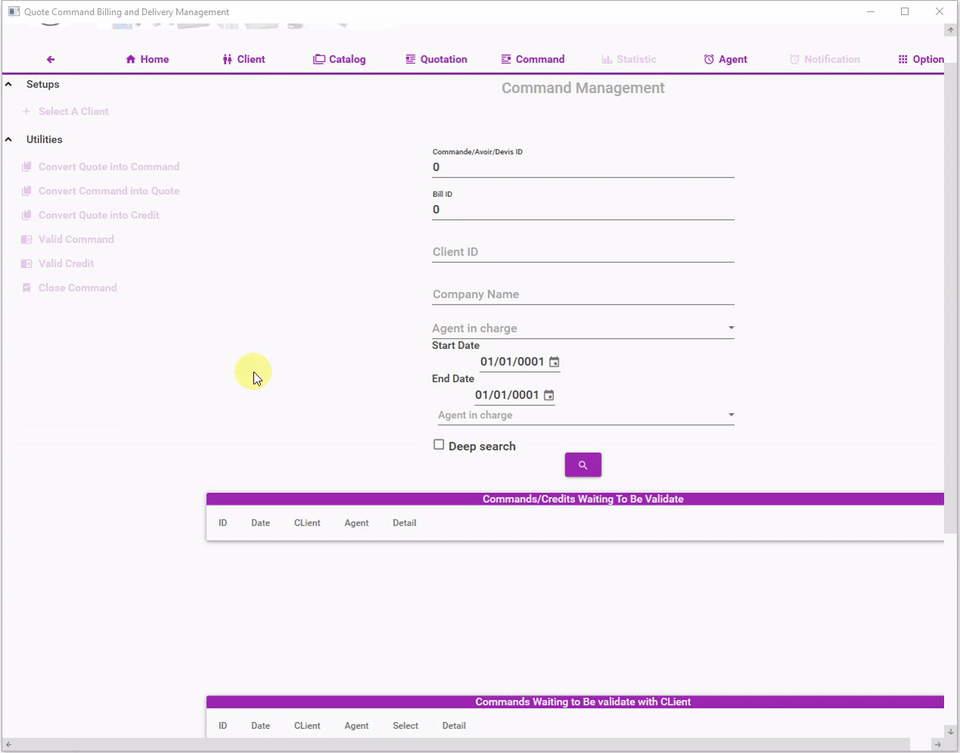 Quote Command Billing and Delivery Management
Home Client Catalog Quotation Command Statistic Agent Notification Option
Setups
Command Management
Select A Client
Utilities
Commande/Avoir/Devis ID
0
Convert Quote into Command
Convert Command into Quote
Bill ID
0
Convert Quote into Credit
Valid Command
Client ID
Valid Credit
Close Command
Company Name
Agent in charge
Start Date
01/01/0001
End Date
01/01/0001
Agent in charge
Deep search
Commands/Credits Waiting To Be Validate
ID Date CLient Agent Detail
Commands Waiting to Be validate with CLient
ID Date CLient Agent Select Detail